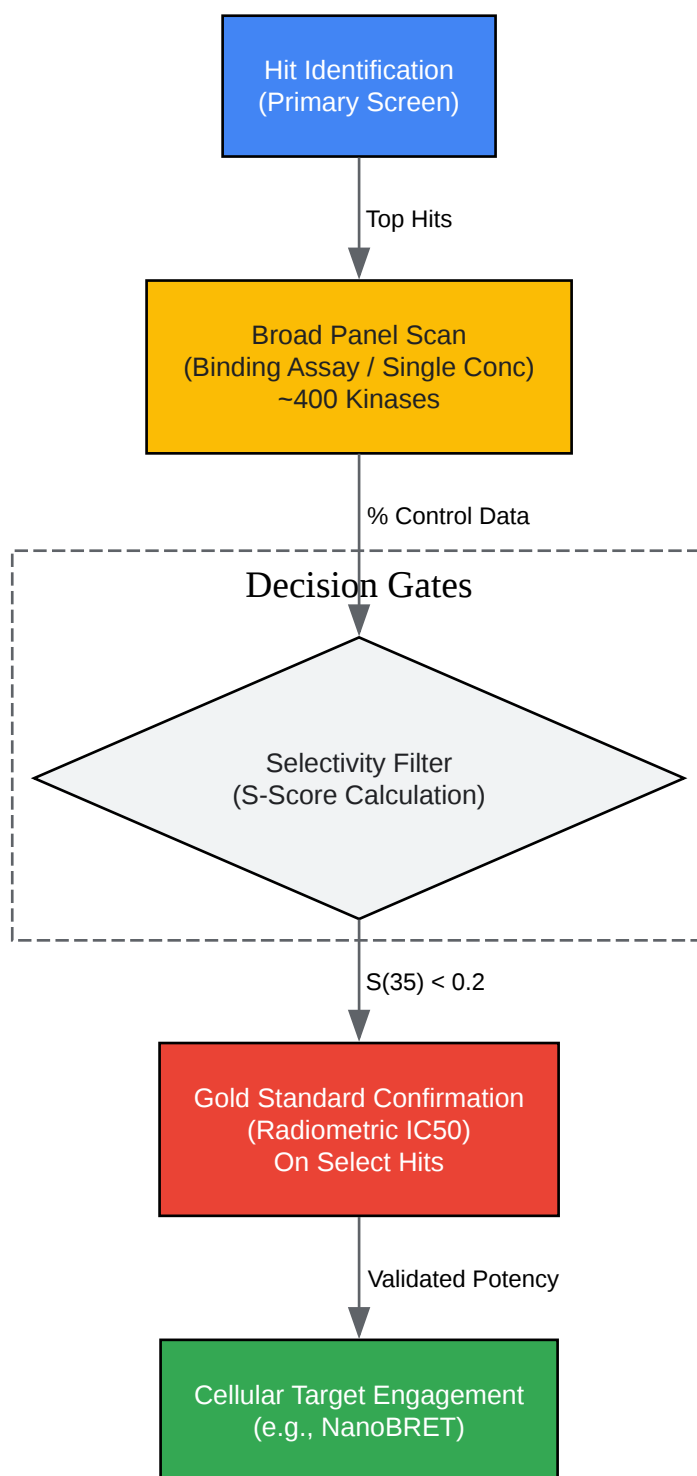 Hit Identification
(Primary Screen)
Top Hits
Broad Panel Scan
(Binding Assay / Single Conc)
~400 Kinases
% Control Data
Decision Gates
Selectivity Filter
(S-Score Calculation)
S(35) < 0.2
Gold Standard Confirmation
(Radiometric IC50)
On Select Hits
Validated Potency
Cellular Target Engagement
(e.g., NanoBRET)